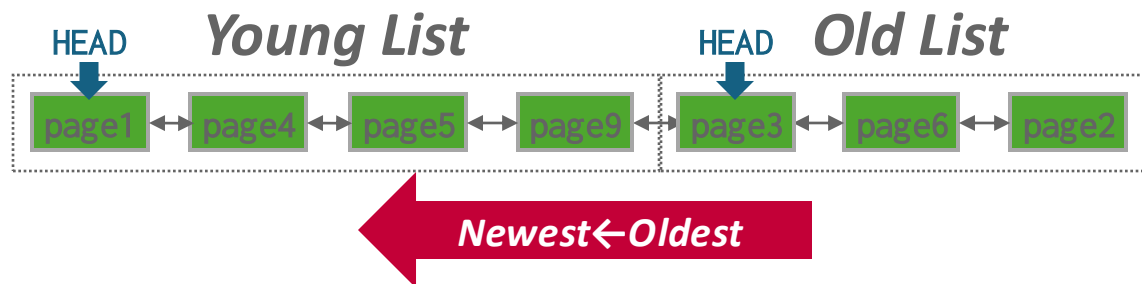 Young List
Old List
HEAD
HEAD
page1
page4
page5
page9
page3
page6
page2
Newest←Oldest